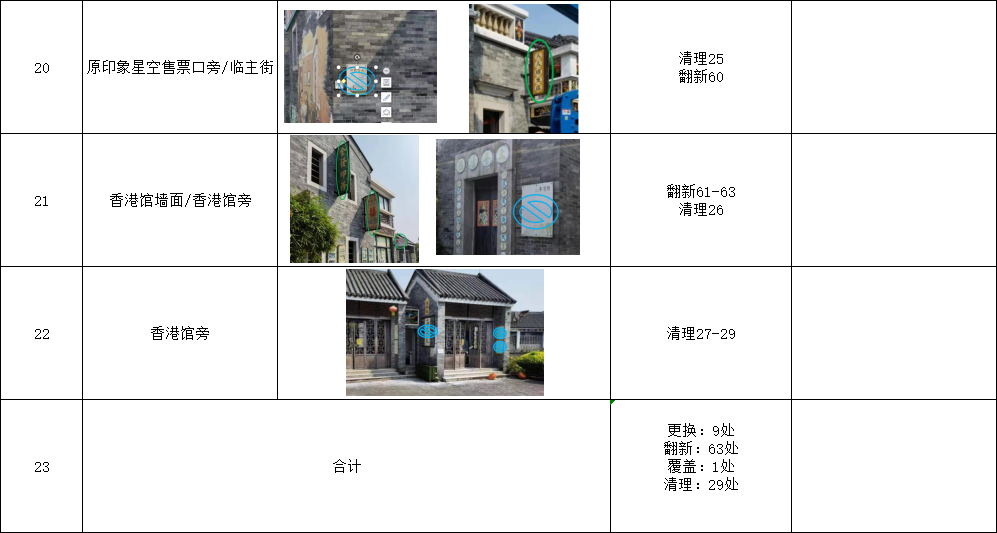 20
原印象星空售票口旁/临主街
清理25
翻新60
21
香港馆墙面/香港馆旁
翻新61-63
清理26
22
香港馆旁
清理27-29
23
合计
更换：9处
翻新：63处
覆盖：1处
清理：29处